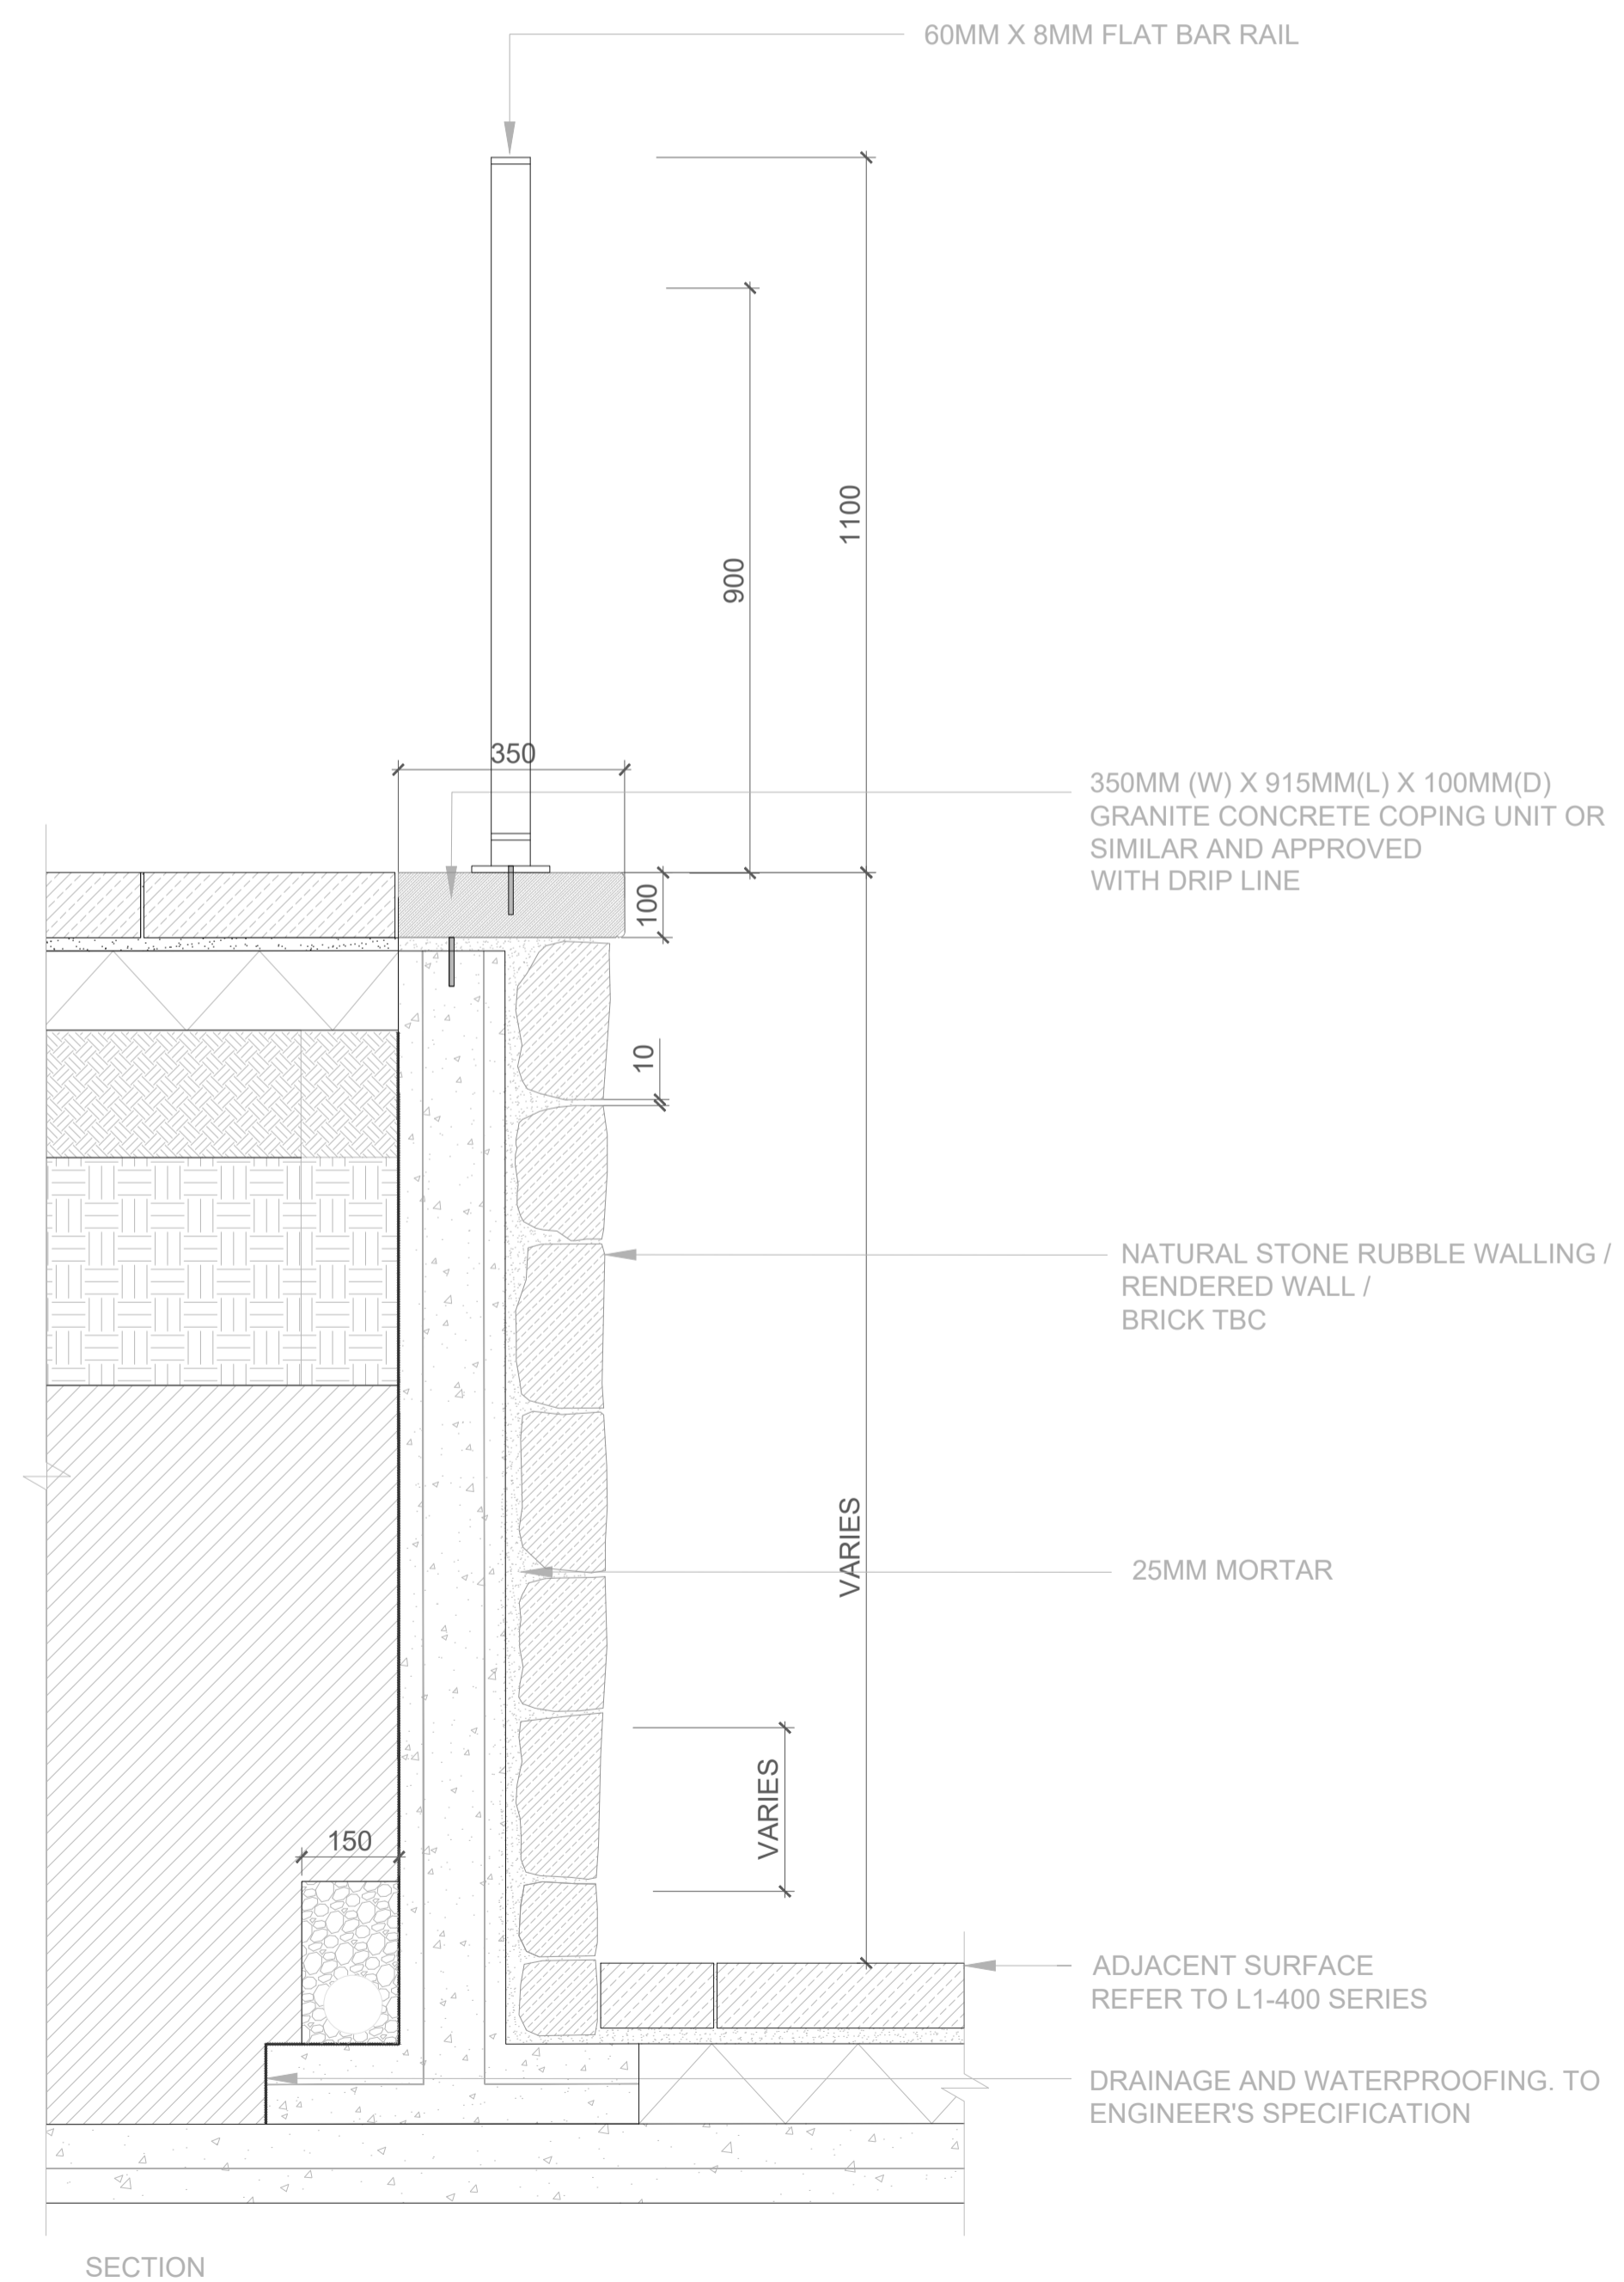 60MM X 8MM FLAT BAR RAIL
1100
900
350
350MM (W) X 915MM(L) X 100MM(D)
GRANITE CONCRETE COPING UNIT OR
SIMILAR AND APPROVED
WITH DRIP LINE
100
10
NATURAL STONE RUBBLE WALLING /
RENDERED WALL /
BRICK TBC
VARIES
25MM MORTAR
VARIES
150
ADJACENT SURFACE
REFER TO L1-400 SERIES
DRAINAGE AND WATERPROOFING. TO
ENGINEER'S SPECIFICATION
SECTION